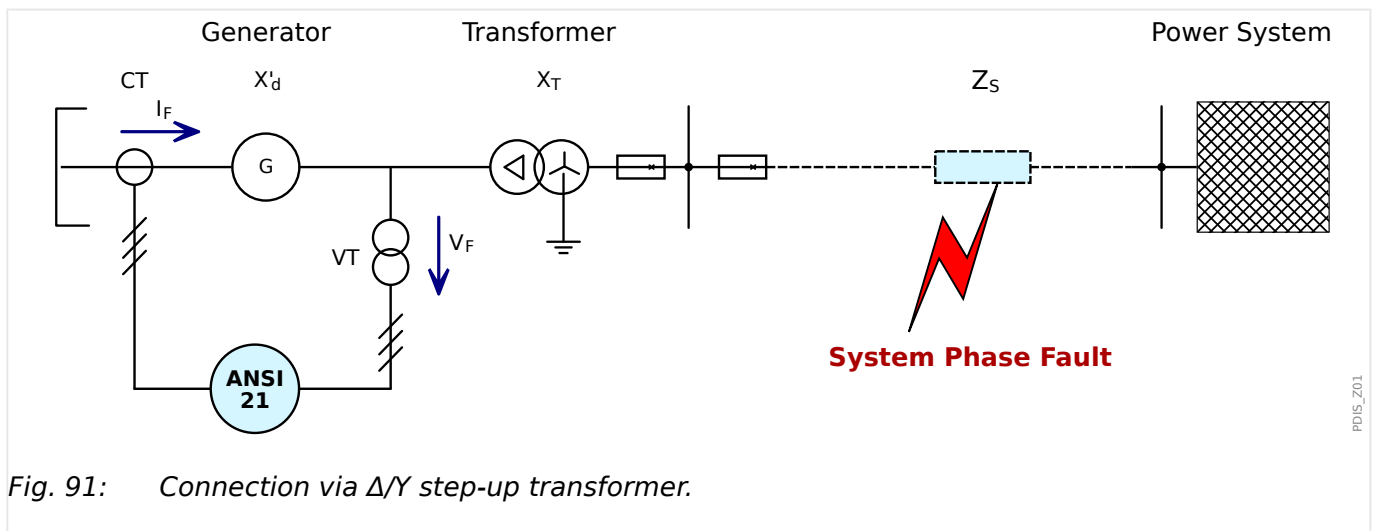 Generator Transformer Power System
CT X'd XT ZS
IF
G
VT VF
ANSI
21
System Phase Fault
PDIS_Z01
Fig. 91: Connection via Δ/Y step-up transformer.